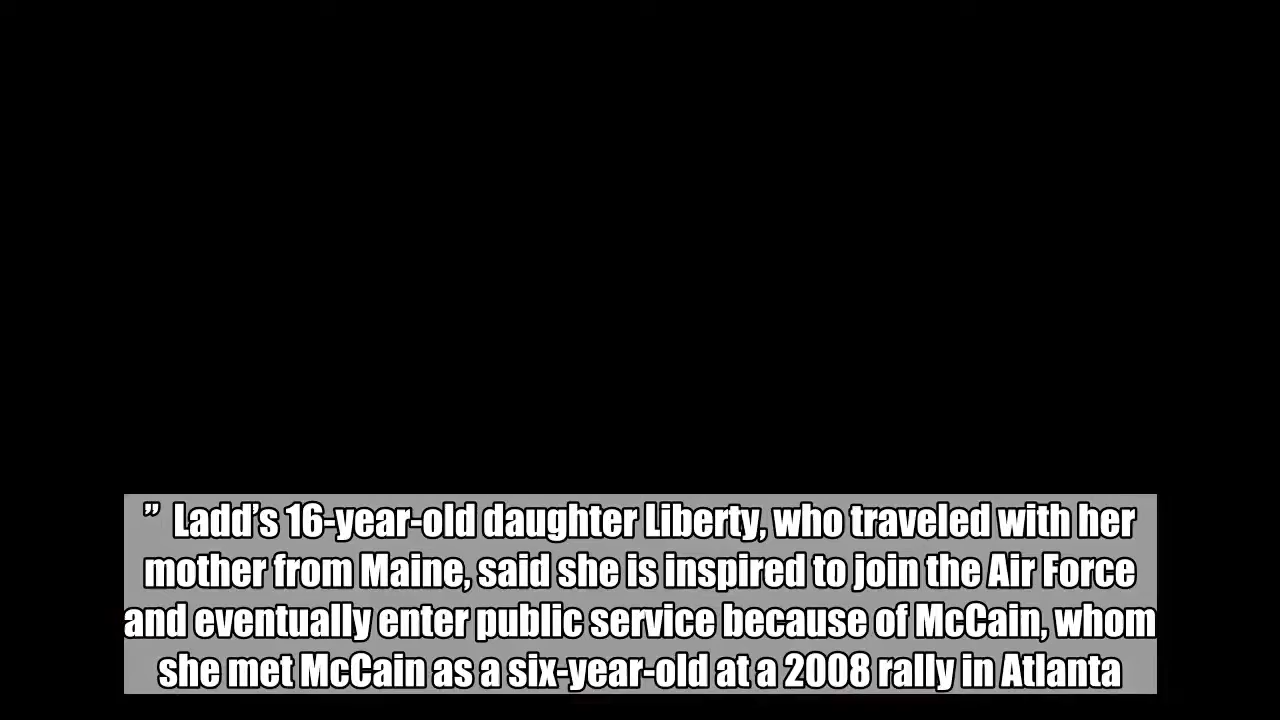 ” Ladd’s 16-year-old daughter Liberty, who traveled with her
mother from Maine, said she is inspired to join the Air Force
and eventually enter public service because of McCain, whom
she met McCain as a six-year-old at a 2008 rally in Atlanta